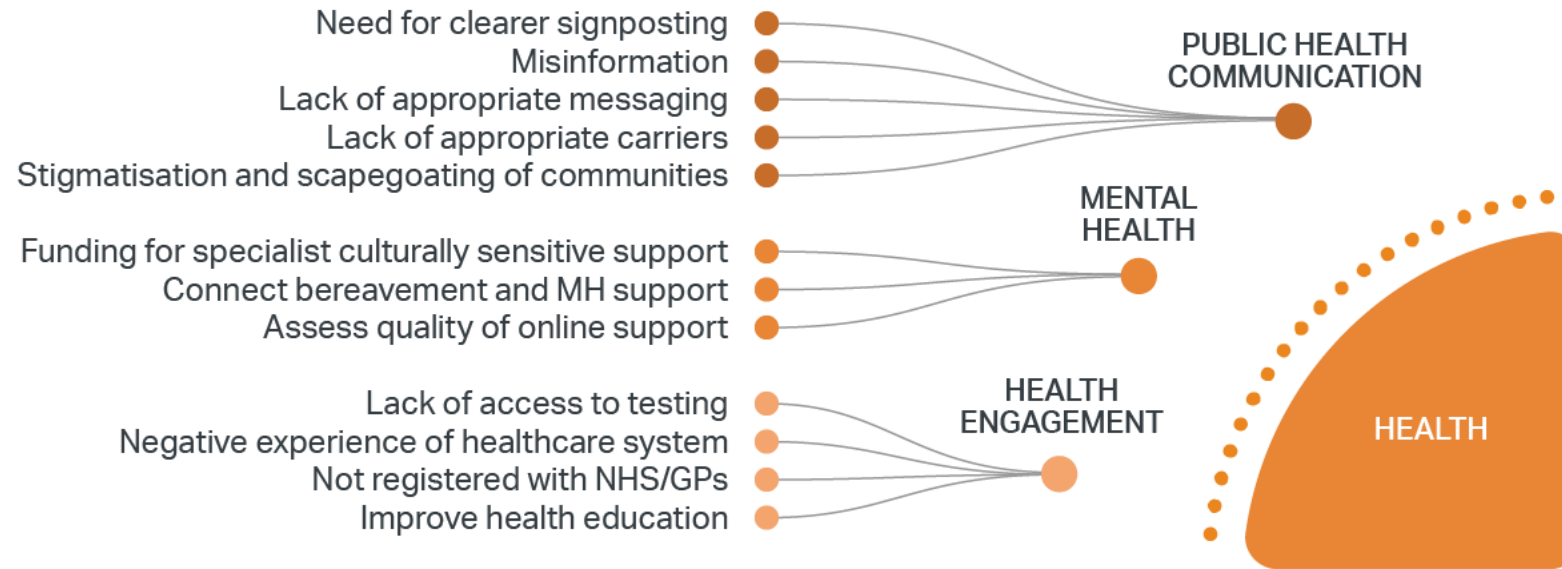 Need for clearer signposting
Misinformation
Lack of appropriate messaging
Lack of appropriate carriers
Stigmatisation and scapegoating of communities
PUBLIC HEALTH
COMMUNICATION
Funding for specialist culturally sensitive support
Connect bereavement and MH support
Assess quality of online support
MENTAL
HEALTH
Lack of access to testing
Negative experience of healthcare system
Not registered with NHS/GPs
Improve health education
HEALTH
ENGAGEMENT
HEALTH